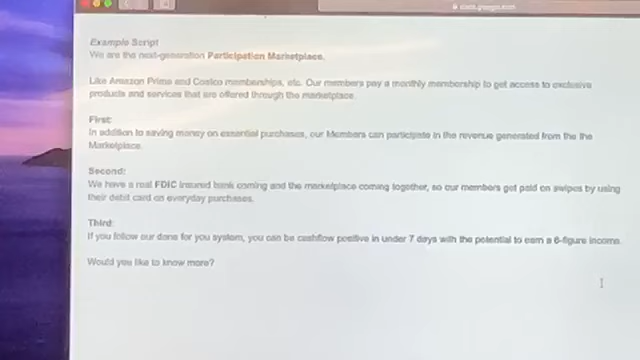 docs.google.com
Example Script
We are the next-generation Participation Marketplace.
Like Amazon Prime and Costco memberships, etc. Our members pay a monthly membership to get access to exclusive
products and services that are offered through the marketplace.
First:
In addition to saving money on essential purchases, our Members can participate in the revenue generated from the the
Marketplace.
Second:
We have a real FDIC insured bank coming and the marketplace coming together, so our members get paid on swipes by using
their debit card on everyday purchases.
Third:
If you follow our done for you system, you can be cashflow positive in under 7 days with the potential to earn a 6-figure income.
Would you like to know more?
1